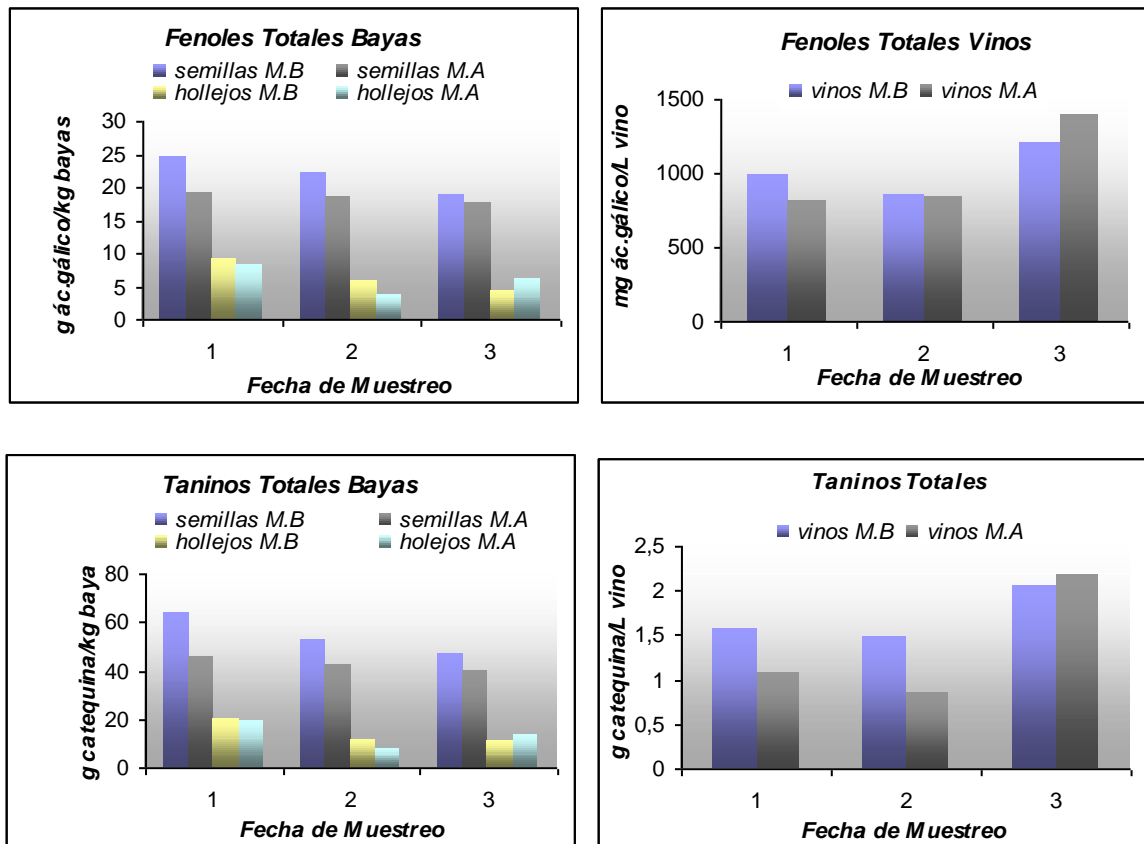 Fenoles Totales Bayas
semillas M.B semillas M.A
hollejos M.B hollejos M.A
g ác.gálico/kg bayas
30
25
20
15
10
5
0
1 2 3
Fecha de Muestreo
Fenoles Totales Vinos
vinos M.B vinos M.A
mg ác.gálico/L vino
1500
1000
500
0
1 2 3
Fecha de Muestreo
Taninos Totales Bayas
semillas M.B semillas M.A
hollejos M.B holejos M.A
g catequina/kg baya
80
60
40
20
0
1 2 3
Fecha de Muestreo
Taninos Totales
vinos M.B vinos M.A
g catequina/L vino
2,5
2
1,5
1
0,5
0
1 2 3
Fecha de Muestreo